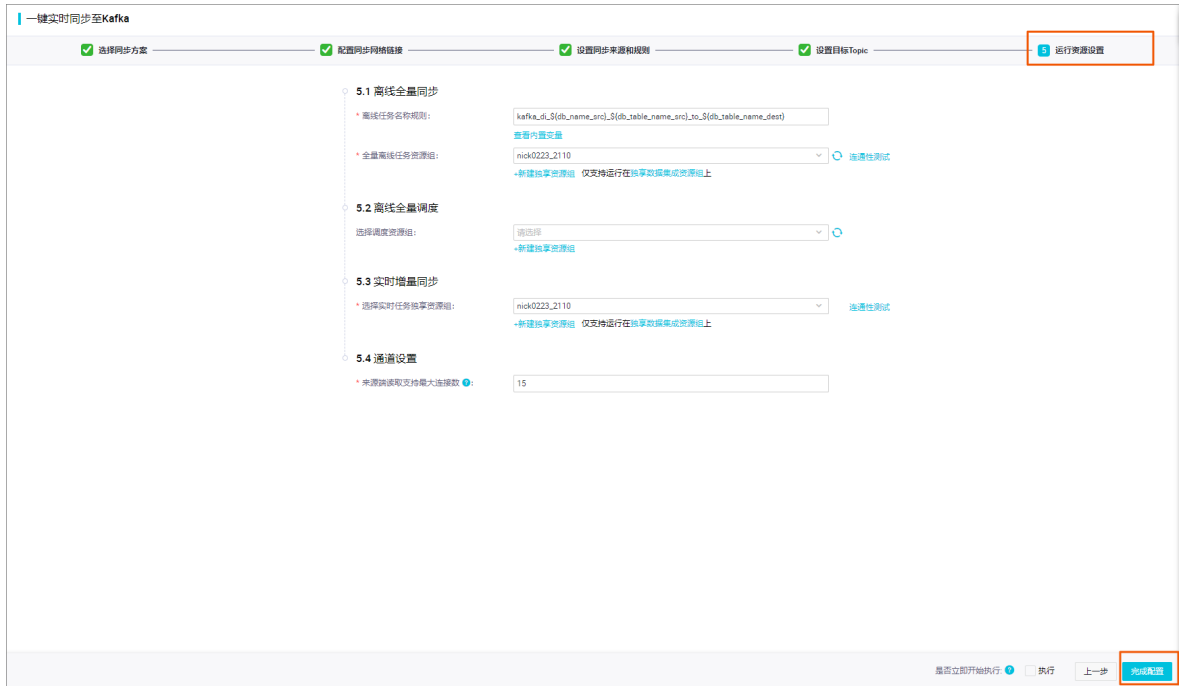 一键实时同步至Kafka
选择同步方案
配置同步网络链接
设置同步来源和规则
设置目标Topic
5 运行资源设置
5.1 离线全量同步
* 离线任务名称规则:
kafka_di_${db_name_src}_${db_table_name_src}_to_${db_table_name_dest}
查看内置变量
* 全量离线任务资源组:
nick0223_2110
连通性测试
+新建独享资源组 仅支持运行在独享数据集成资源组上
5.2 离线全量调度
选择调度资源组:
请选择
+新建独享资源组
5.3 实时增量同步
* 选择实时任务独享资源组:
nick0223_2110
连通性测试
+新建独享资源组 仅支持运行在独享数据集成资源组上
5.4 通道设置
* 来源端读取支持最大连接数 ?:
15
是否立即开始执行: ? 执行 上一步 完成配置